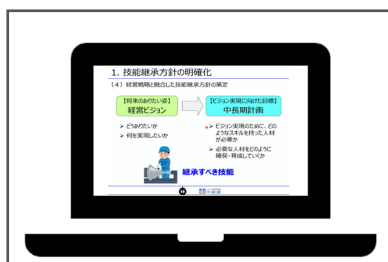 1. 技能継承方針の明確化
（4）経営戦略と融合した技能継承方針の策定
【将来のありたい姿】
経営ビジョン
【ビジョン実現に向けた目標】
中長期計画
➢ どうありたいか
➢ 何を実現したいか
➢ ビジョン実現のために、どの
ようなスキルを持った人材
が必要か
➢ 必要な人材をどのように
確保・育成していくか
継承すべき技能